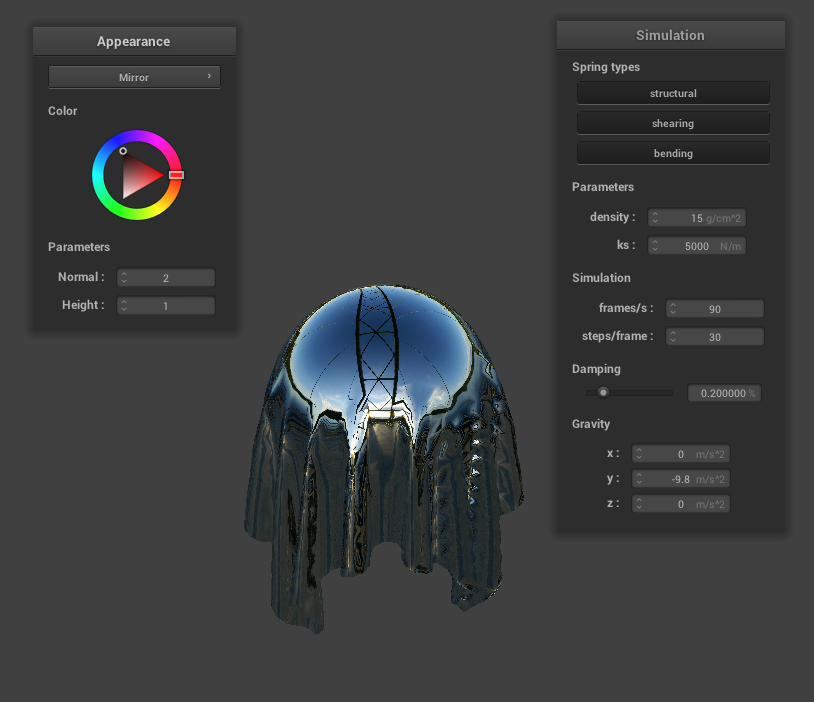 Appearance
Mirror
Color
Parameters
Normal : 2
Height : 1
Simulation
Spring types
structural
shearing
bending
Parameters
density : 15 g/cm^2
ks : 5000 N/m
Simulation
frames/s : 90
steps/frame : 30
Damping
0.200000 %
Gravity
x : 0 m/s^2
y : -9.8 m/s^2
z : 0 m/s^2